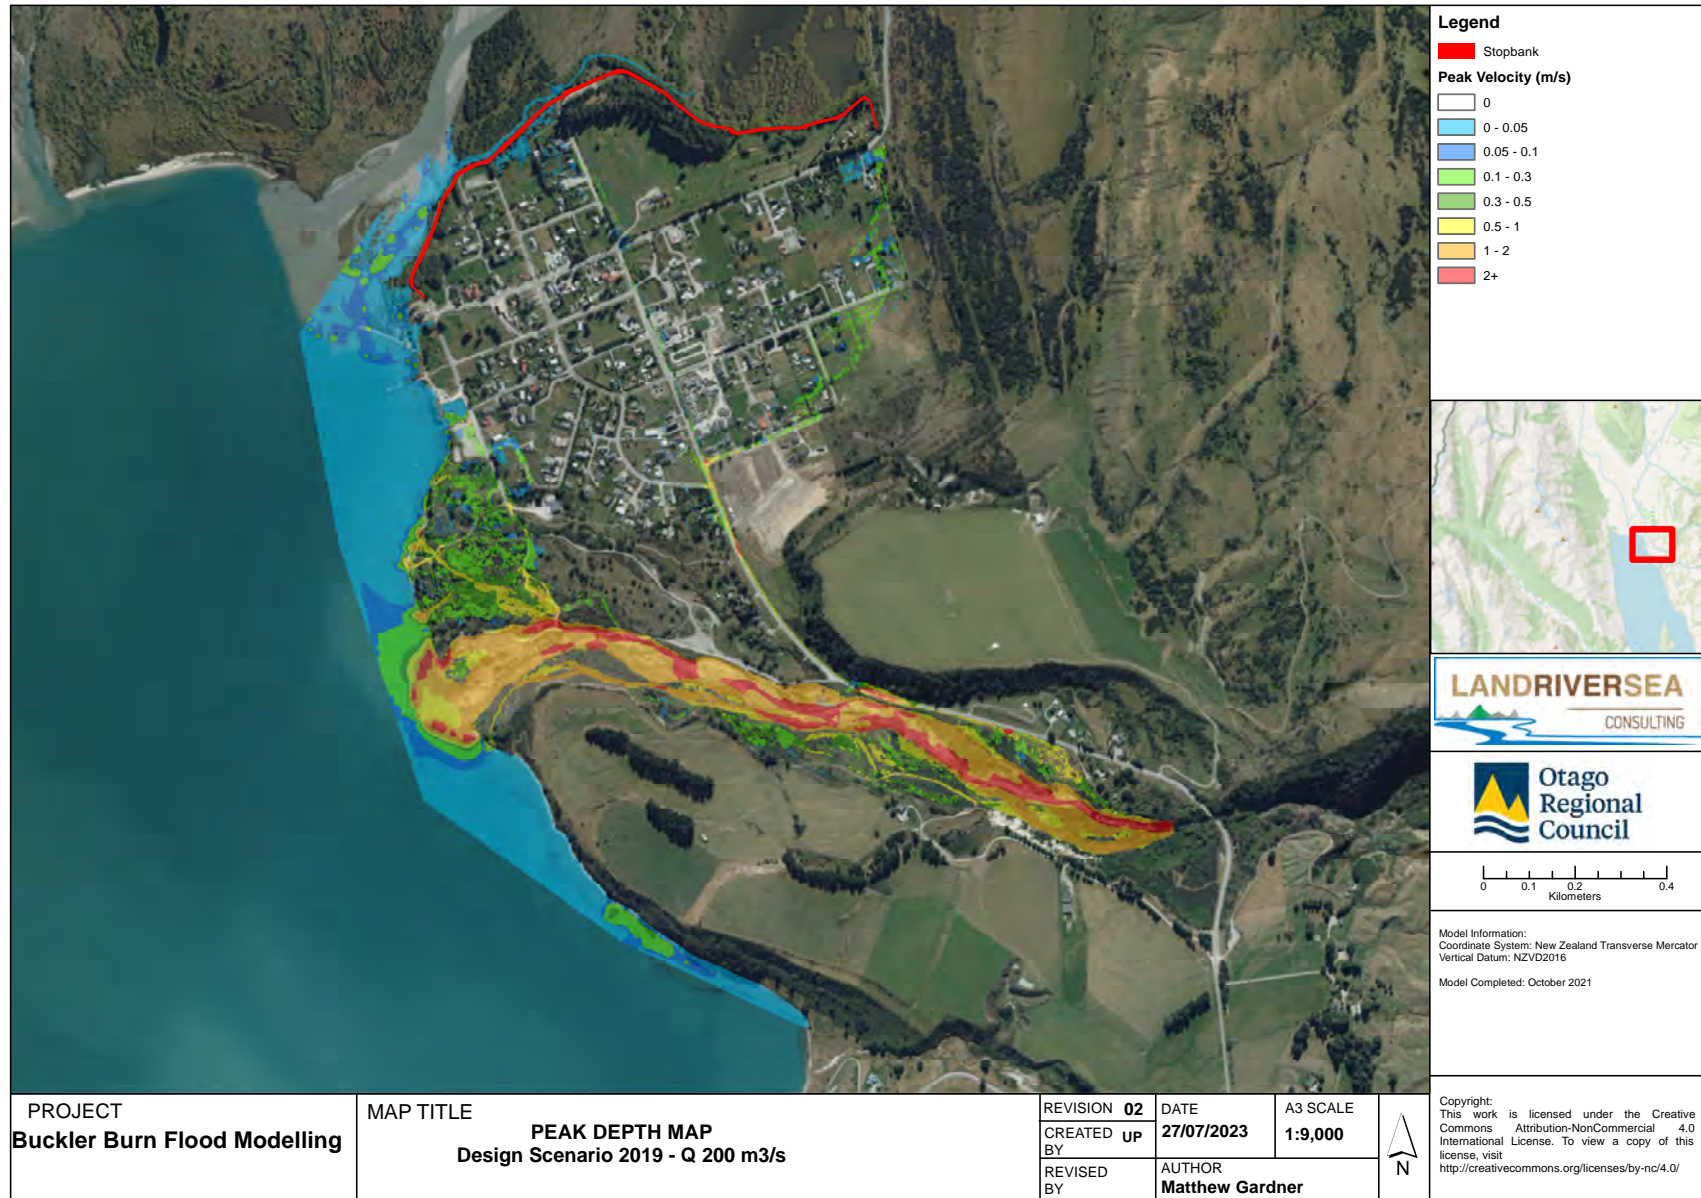 Legend
Stopbank
Peak Velocity (m/s)
0
0 - 0.05
0.05 - 0.1
0.1 - 0.3
0.3 - 0.5
0.5 - 1
1 - 2
2+
LANDRIVERSEA
CONSULTING
Otago
Regional
Council
0 0.1 0.2 0.4
Kilometers
Model Information:
Coordinate System: New Zealand Transverse Mercator
Vertical Datum: NZVD2016
Model Completed: October 2021
Copyright:
This work is licensed under the Creative
Commons Attribution-NonCommercial 4.0
International License. To view a copy of this
license, visit
http://creativecommons.org/licenses/by-nc/4.0/
PROJECT
Buckler Burn Flood Modelling
MAP TITLE
PEAK DEPTH MAP
Design Scenario 2019 - Q 200 m3/s
REVISION 02
CREATED BY UP
REVISED BY
DATE
27/07/2023
A3 SCALE
1:9,000
AUTHOR
Matthew Gardner
N